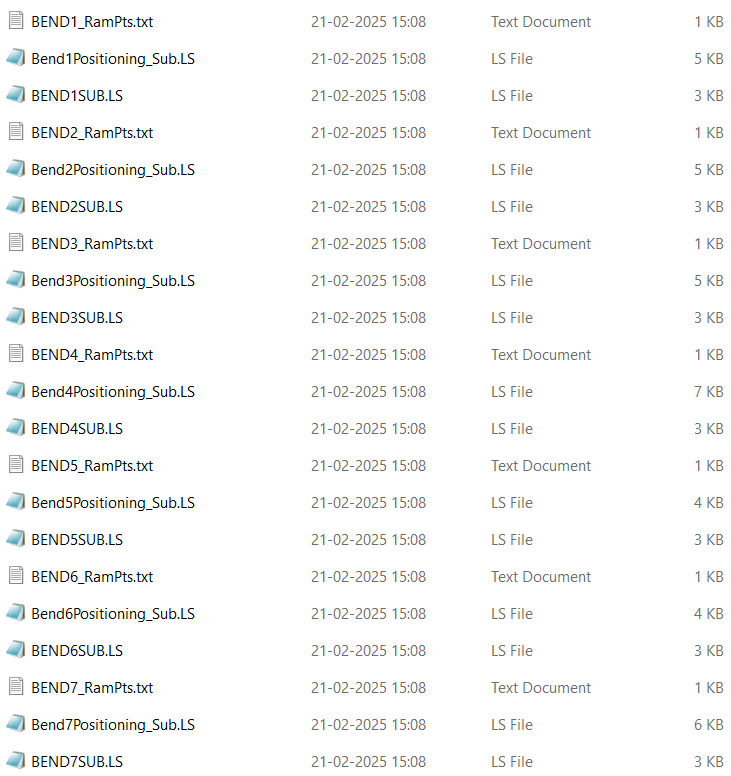 BEND1_RamPts.txt 21-02-2025 15:08 Text Document 1 KB
Bend1Positioning_Sub.LS 21-02-2025 15:08 LS File 5 KB
BEND1SUB.LS 21-02-2025 15:08 LS File 3 KB
BEND2_RamPts.txt 21-02-2025 15:08 Text Document 1 KB
Bend2Positioning_Sub.LS 21-02-2025 15:08 LS File 5 KB
BEND2SUB.LS 21-02-2025 15:08 LS File 3 KB
BEND3_RamPts.txt 21-02-2025 15:08 Text Document 1 KB
Bend3Positioning_Sub.LS 21-02-2025 15:08 LS File 5 KB
BEND3SUB.LS 21-02-2025 15:08 LS File 3 KB
BEND4_RamPts.txt 21-02-2025 15:08 Text Document 1 KB
Bend4Positioning_Sub.LS 21-02-2025 15:08 LS File 7 KB
BEND4SUB.LS 21-02-2025 15:08 LS File 3 KB
BEND5_RamPts.txt 21-02-2025 15:08 Text Document 1 KB
Bend5Positioning_Sub.LS 21-02-2025 15:08 LS File 4 KB
BEND5SUB.LS 21-02-2025 15:08 LS File 3 KB
BEND6_RamPts.txt 21-02-2025 15:08 Text Document 1 KB
Bend6Positioning_Sub.LS 21-02-2025 15:08 LS File 4 KB
BEND6SUB.LS 21-02-2025 15:08 LS File 3 KB
BEND7_RamPts.txt 21-02-2025 15:08 Text Document 1 KB
Bend7Positioning_Sub.LS 21-02-2025 15:08 LS File 6 KB
BEND7SUB.LS 21-02-2025 15:08 LS File 3 KB